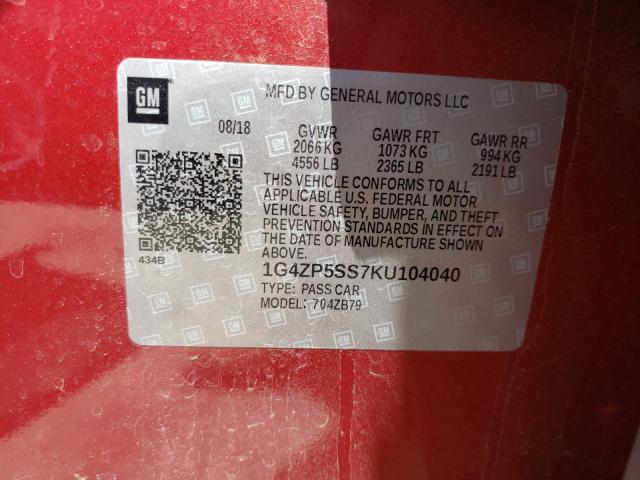 GM
MFD BY GENERAL MOTORS LLC
08/18 GVWR GAWR FRT GAWR RR
2066 KG 1073 KG 994 KG
4556 LB 2365 LB 2191 LB
THIS VEHICLE CONFORMS TO ALL
APPLICABLE U.S. FEDERAL MOTOR
VEHICLE SAFETY, BUMPER, AND THEFT
PREVENTION STANDARDS IN EFFECT ON
THE DATE OF MANUFACTURE SHOWN
ABOVE.
434B
1G4ZP5SS7KU104040
TYPE: PASS CAR
MODEL: 704ZB79